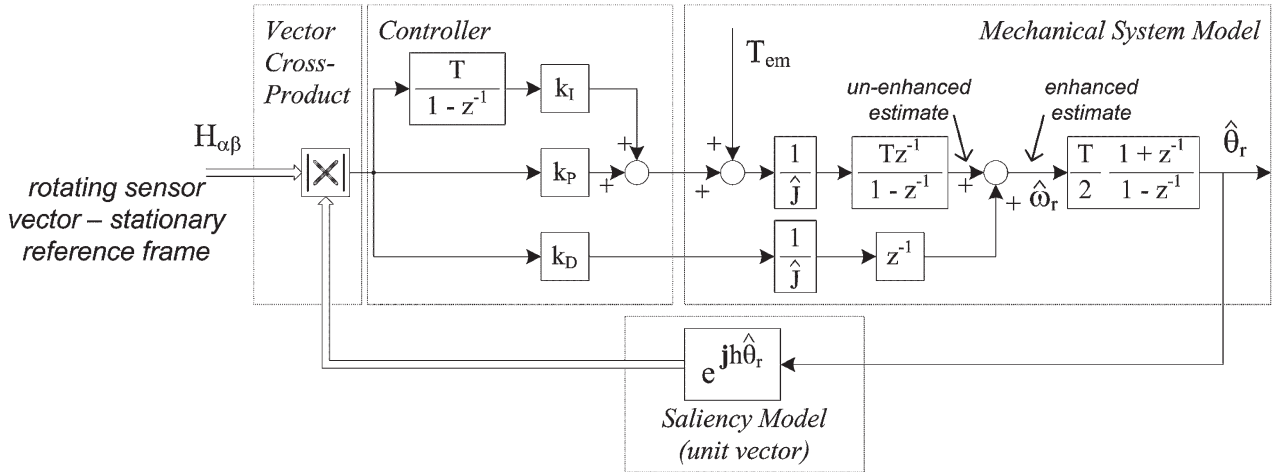 Vector
Cross-
Product
Controller
Mechanical System Model
T
1 - z⁻¹
k_I
T_em
un-enhanced
estimate
enhanced
estimate
H_αβ
rotating sensor
vector – stationary
reference frame
|×|
k_P
+
+
+
+
1
Ĵ
Tz⁻¹
1 - z⁻¹
+
+
ω̂_r
T
2
1 + z⁻¹
1 - z⁻¹
θ̂_r
k_D
1
Ĵ
z⁻¹
e^jhθ̂_r
Saliency Model
(unit vector)